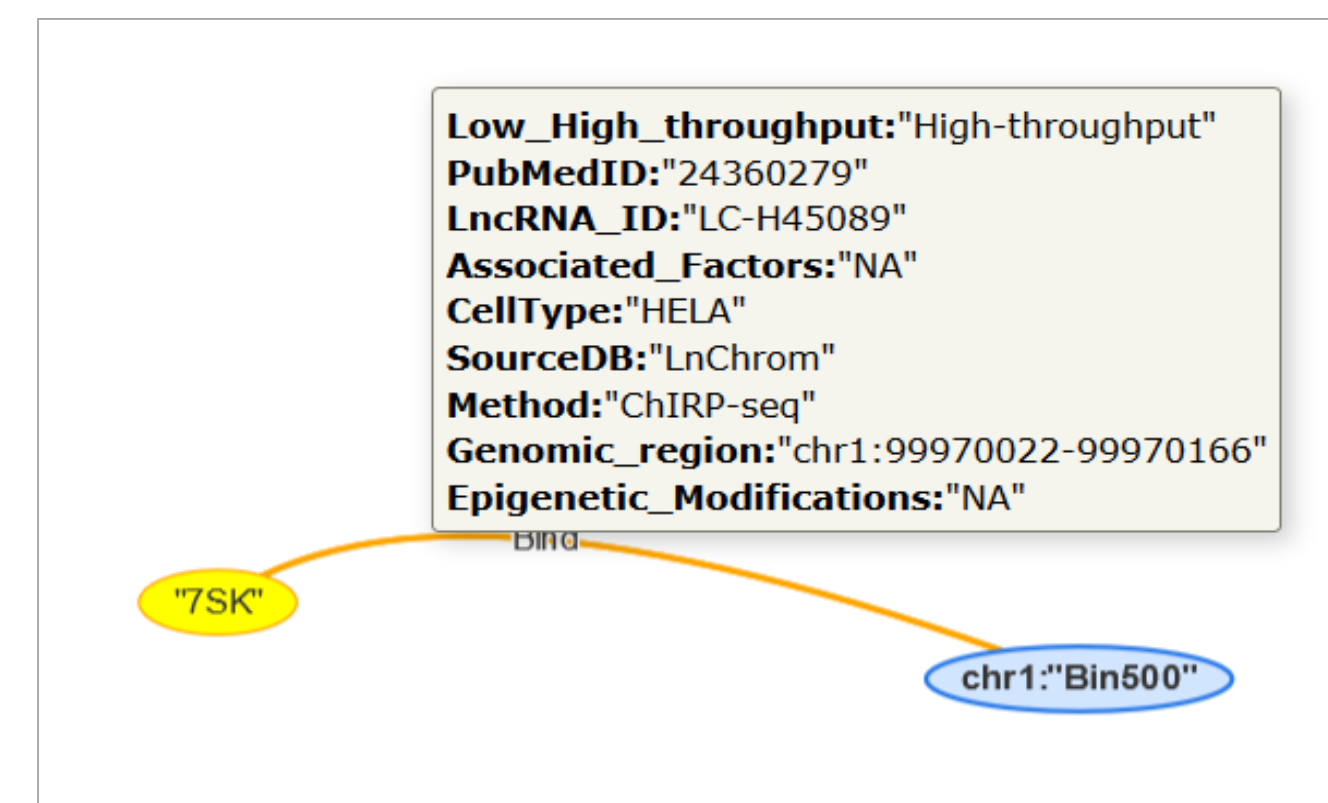 Low_High_throughput:"High-throughput"
PubMedID:"24360279"
LncRNA_ID:"LC-H45089"
Associated_Factors:"NA"
CellType:"HELA"
SourceDB:"LnChrom"
Method:"ChIRP-seq"
Genomic_region:"chr1:99970022-99970166"
Epigenetic_Modifications:"NA"
Bind
"7SK"
chr1:"Bin500"